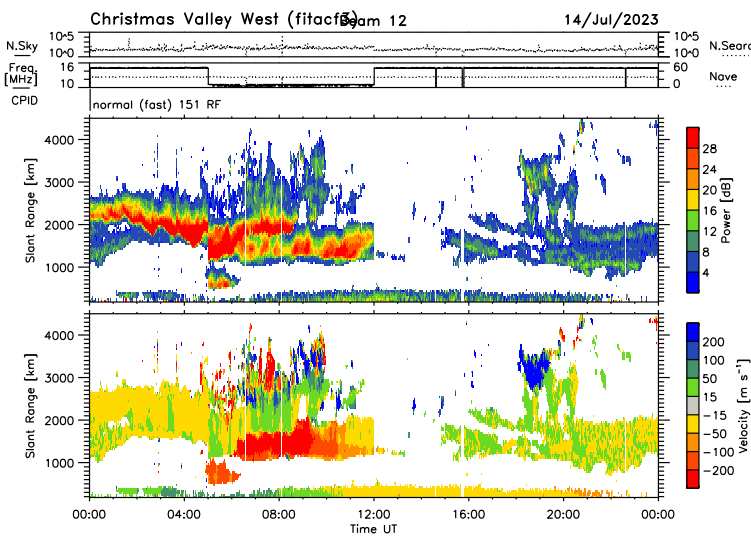 Christmas Valley West (fitacf3) Beam 12 14/Jul/2023
N.Sky 10^5 10^0 10^5 10^0 N.Sear
Freq. [MHz] 16 10 60 0 Nave
CPID normal (fast) 151 RF
Slant Range [km] 4000 3000 2000 1000
Power [dB] 28 24 20 16 12 8 4
Slant Range [km] 4000 3000 2000 1000
Velocity [m s⁻¹] 200 100 50 15 -15 -50 -100 -200
00:00 04:00 08:00 12:00 16:00 20:00 00:00
Time UT